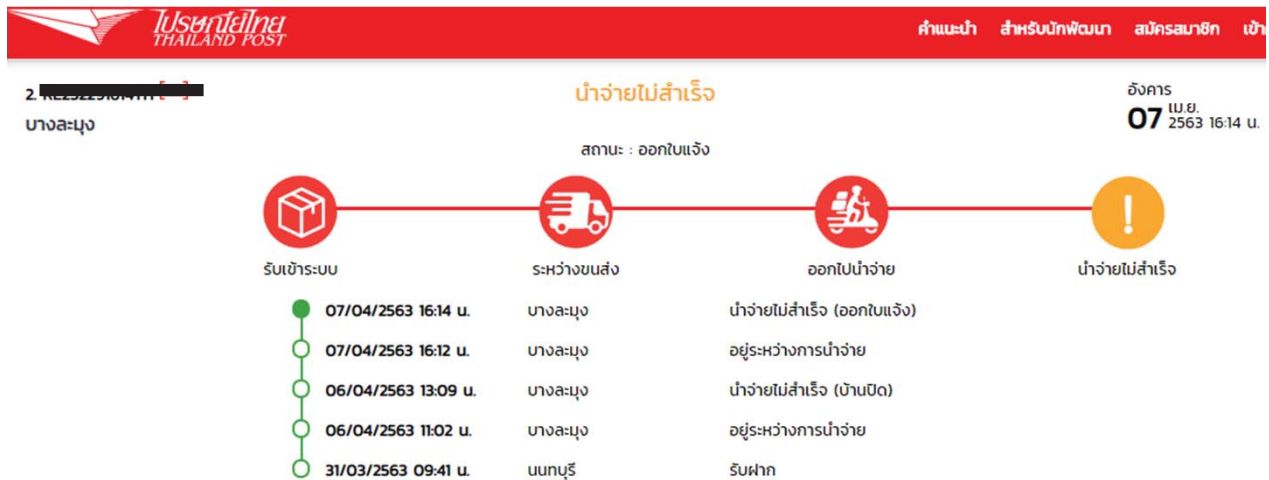 ไปรษณีย์ไทย
THAILAND POST
คำแนะนำ สำหรับนักพัฒนา สมัครสมาชิก
2.
นำจ่ายไม่สำเร็จ
อังคาร
07 เม.ย. 2563 16:14 น.
บางละมุง
สถานะ : ออกใบแจ้ง
รับเข้าระบบ ระหว่างขนส่ง ออกไปนำจ่าย นำจ่ายไม่สำเร็จ
07/04/2563 16:14 น. บางละมุง นำจ่ายไม่สำเร็จ (ออกใบแจ้ง)
07/04/2563 16:12 น. บางละมุง อยู่ระหว่างการนำจ่าย
06/04/2563 13:09 น. บางละมุง นำจ่ายไม่สำเร็จ (บ้านปิด)
06/04/2563 11:02 น. บางละมุง อยู่ระหว่างการนำจ่าย
31/03/2563 09:41 น. นนทบุรี รับฝาก